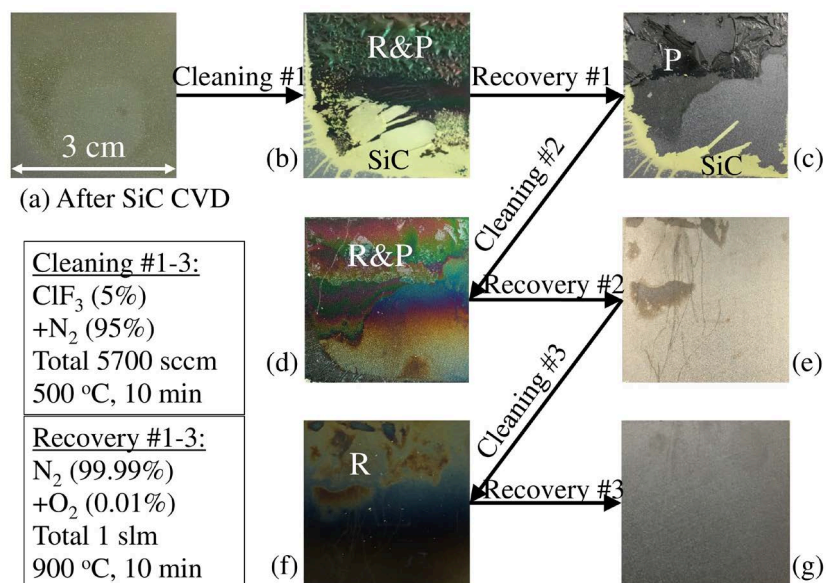 Cleaning #1
R&P
SiC
Recovery #1
P
SiC
3 cm
(b)
(c)
(a) After SiC CVD
Cleaning #2
Cleaning #1-3:
ClF₃ (5%)
+N₂ (95%)
Total 5700 sccm
500 °C, 10 min
R&P
Recovery #2
(d)
(e)
Cleaning #3
Recovery #1-3:
N₂ (99.99%)
+O₂ (0.01%)
Total 1 slm
900 °C, 10 min
R
Recovery #3
(f)
(g)